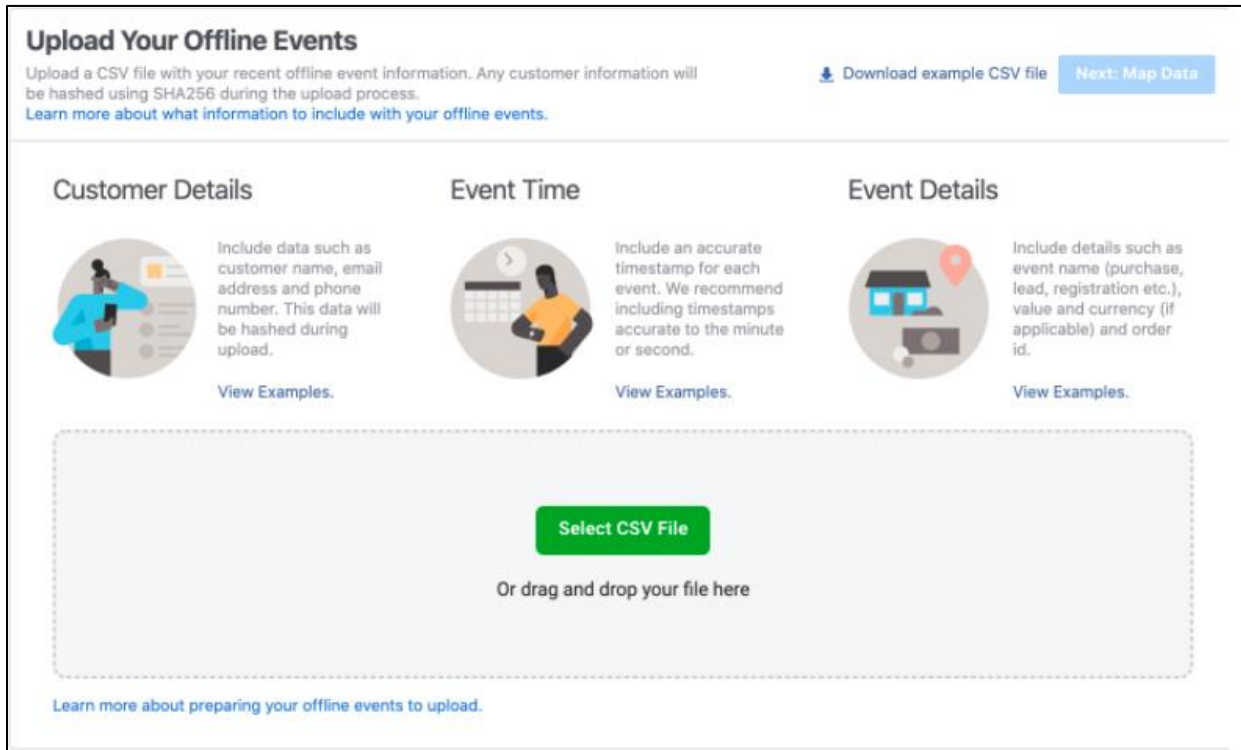 Upload Your Offline Events
Upload a CSV file with your recent offline event information. Any customer information will
be hashed using SHA256 during the upload process.
Learn more about what information to include with your offline events.
Download example CSV file
Next: Map Data
Customer Details
Include data such as
customer name, email
address and phone
number. This data will
be hashed during
upload.
View Examples.
Event Time
Include an accurate
timestamp for each
event. We recommend
including timestamps
accurate to the minute
or second.
View Examples.
Event Details
Include details such as
event name (purchase,
lead, registration etc.),
value and currency (if
applicable) and order
id.
View Examples.
Select CSV File
Or drag and drop your file here
Learn more about preparing your offline events to upload.